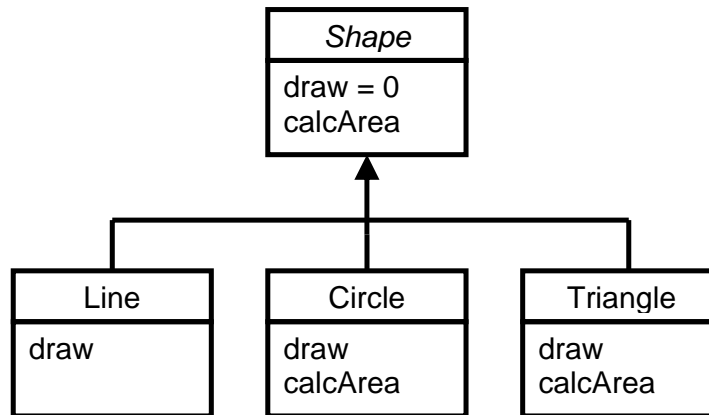 Shape
draw = 0
calcArea
Line
draw
Circle
draw
calcArea
Triangle
draw
calcArea